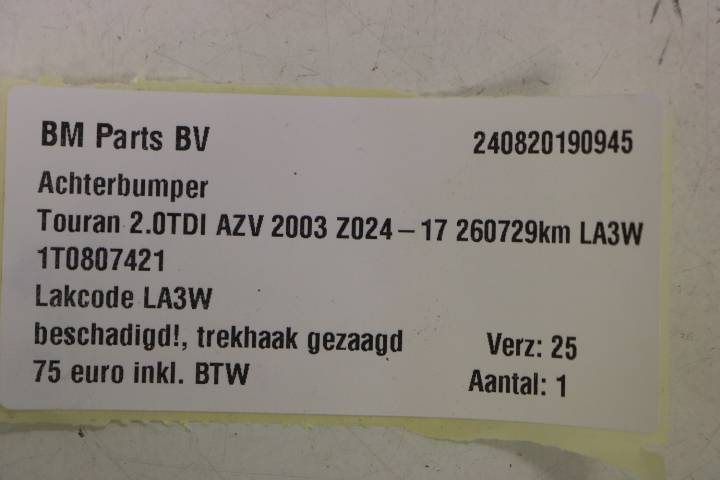 BM Parts BV 240820190945
Achterbumper
Touran 2.0TDI AZV 2003 Z024-17 260729km LA3W
1T0807421
Lakcode LA3W
beschadigd!, trekhaak gezaagd Verz: 25
75 euro inkl. BTW Aantal: 1